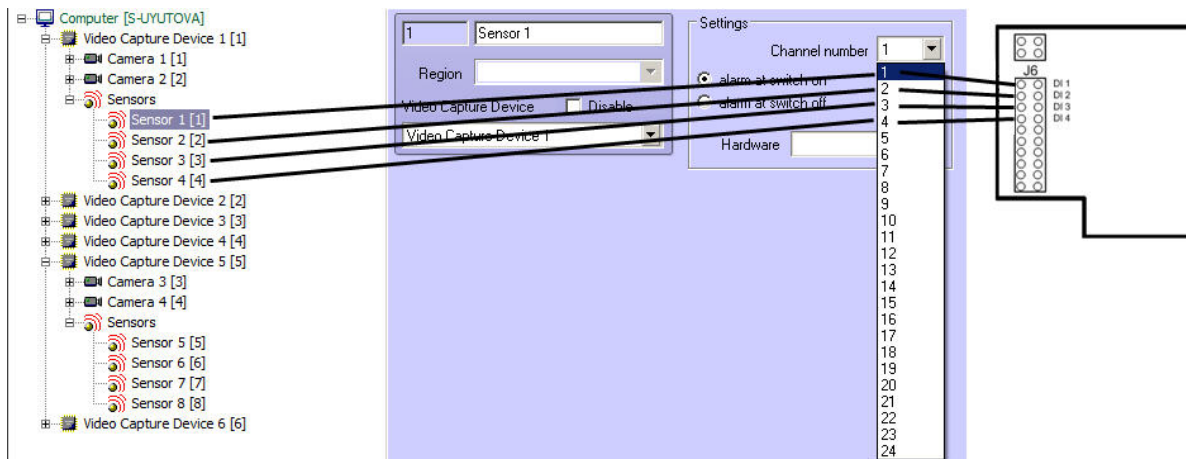 Computer [S-UYUTOVA]
Video Capture Device 1 [1]
Camera 1 [1]
Camera 2 [2]
Sensors
Sensor 1 [1]
Sensor 2 [2]
Sensor 3 [3]
Sensor 4 [4]
Video Capture Device 2 [2]
Video Capture Device 3 [3]
Video Capture Device 4 [4]
Video Capture Device 5 [5]
Camera 3 [3]
Camera 4 [4]
Sensors
Sensor 5 [5]
Sensor 6 [6]
Sensor 7 [7]
Sensor 8 [8]
Video Capture Device 6 [6]
1 Sensor 1
Region
Video Capture Device Disable
Video Capture Device 1
Settings
Channel number 1
alarm at switch on
alarm at switch off
Hardware
1
2
3
4
5
6
7
8
9
10
11
12
13
14
15
16
17
18
19
20
21
22
23
24
J6
DI 1
DI 2
DI 3
DI 4